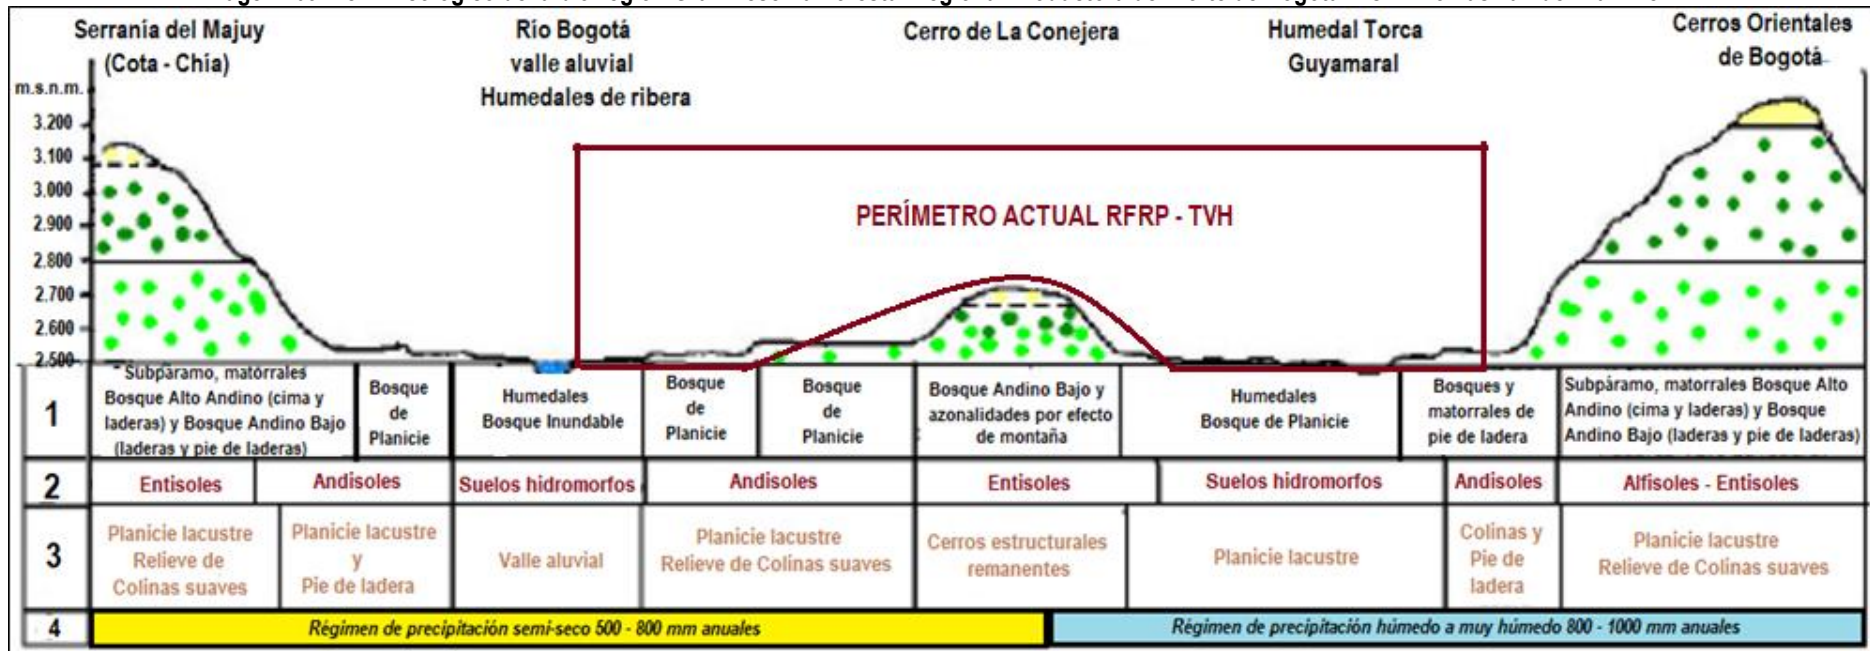 Serranía del Majuy
(Cota - Chía)
Río Bogotá
valle aluvial
Humedales de ribera
Cerro de La Conejera
Humedal Torca
Guyamaral
Cerros Orientales
de Bogotá
m.s.n.m.
3.200
3.100
3.000
2.900
2.800
2.700
2.600
2.500
PERÍMETRO ACTUAL RFRP - TVH
1
Subpáramo, matorrales
Bosque Alto Andino (cima y
laderas) y Bosque Andino Bajo
(laderas y pie de laderas)
Bosque
de
Planicie
Humedales
Bosque Inundable
Bosque
de
Planicie
Bosque
de
Planicie
Bosque Andino Bajo y
azonalidades por efecto
de montaña
Humedales
Bosque de Planicie
Bosques y
matorrales de
pie de ladera
Subpáramo, matorrales Bosque Alto
Andino (cima y laderas) y Bosque
Andino Bajo (laderas y pie de laderas)
2
Entisoles
Andisoles
Suelos hidromorfos
Andisoles
Entisoles
Suelos hidromorfos
Andisoles
Alfisoles - Entisoles
3
Planicie lacustre
Relieve de
Colinas suaves
Planicie lacustre
y
Pie de ladera
Valle aluvial
Planicie lacustre
Relieve de Colinas suaves
Cerros estructurales
remanentes
Planicie lacustre
Colinas y
Pie de
ladera
Planicie lacustre
Relieve de Colinas suaves
4
Régimen de precipitación semi-seco 500 - 800 mm anuales
Régimen de precipitación húmedo a muy húmedo 800 - 1000 mm anuales